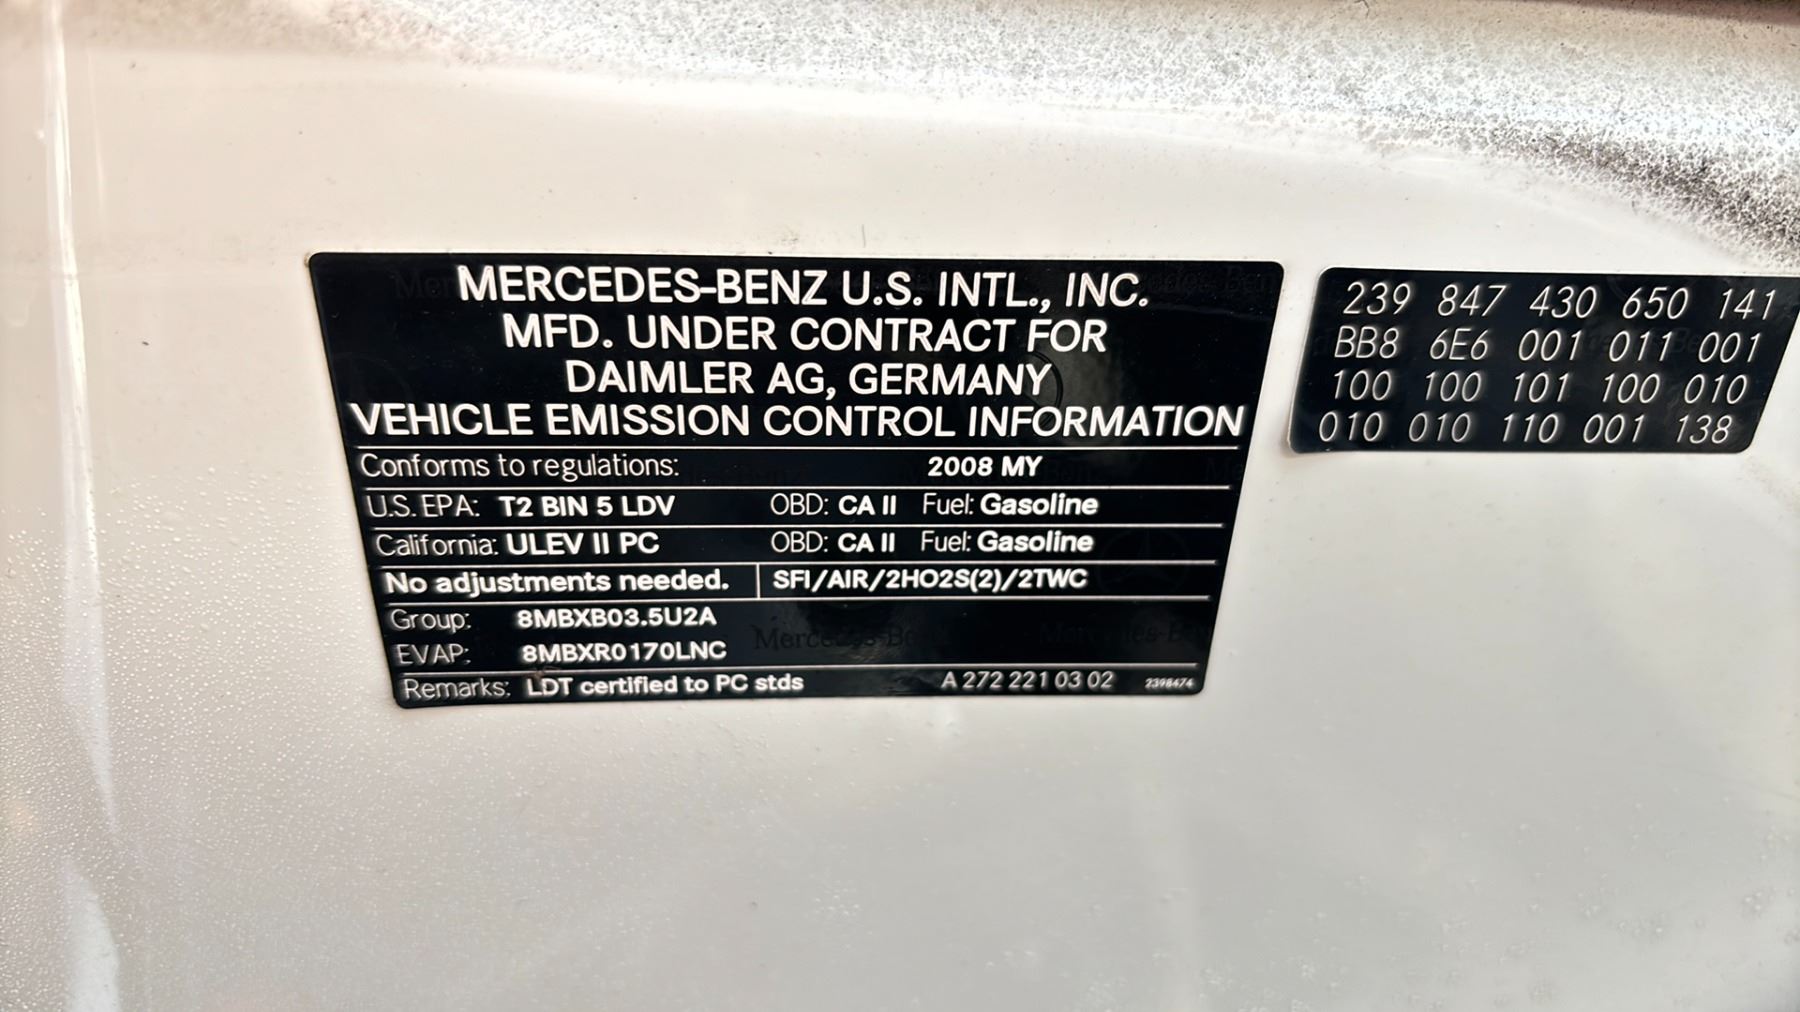 MERCEDES-BENZ U.S. INTL., INC.
MFD. UNDER CONTRACT FOR
DAIMLER AG, GERMANY
VEHICLE EMISSION CONTROL INFORMATION
Conforms to regulations: 2008 MY
U.S. EPA: T2 BIN 5 LDV OBD: CA II Fuel: Gasoline
California: ULEV II PC OBD: CA II Fuel: Gasoline
No adjustments needed. SFI/AIR/2HO2S(2)/2TWC
Group: 8MBXB03.5U2A
EVAP: 8MBXR0170LNC
Remarks: LDT certified to PC stds A 272 221 03 02 2398474
239 847 430 650 141
BB8 6E6 001 011 001
100 100 101 100 010
010 010 110 001 138